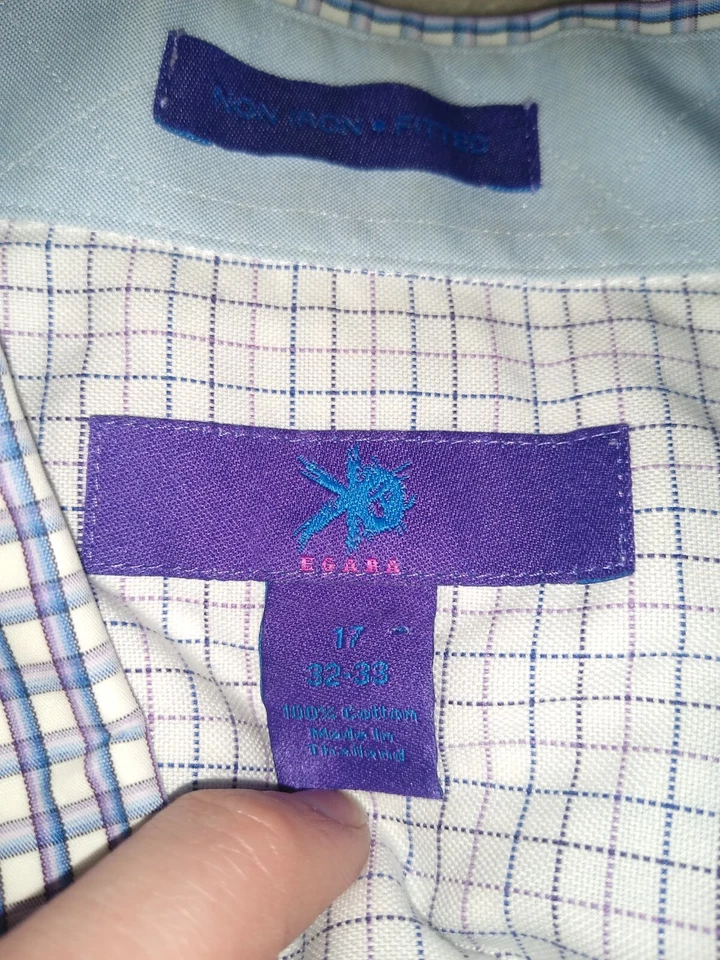 NON IRON * FITTED
EGARA
17
32-33
100% Cotton
Made In
Thailand